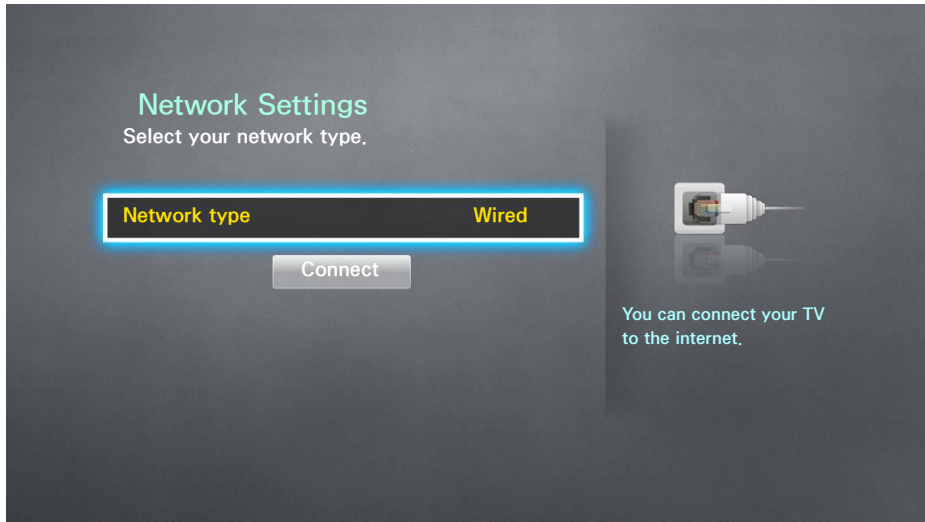 Network Settings
Select your network type.
Network type Wired
Connect
You can connect your TV
to the internet.